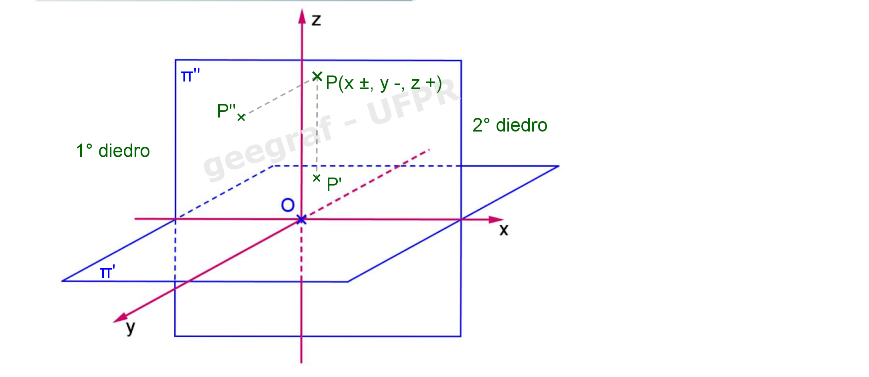 z
π"
P(x ±, y -, z +)
P"
geegraf - UFPR
2° diedro
1° diedro
P'
O
x
π'
y